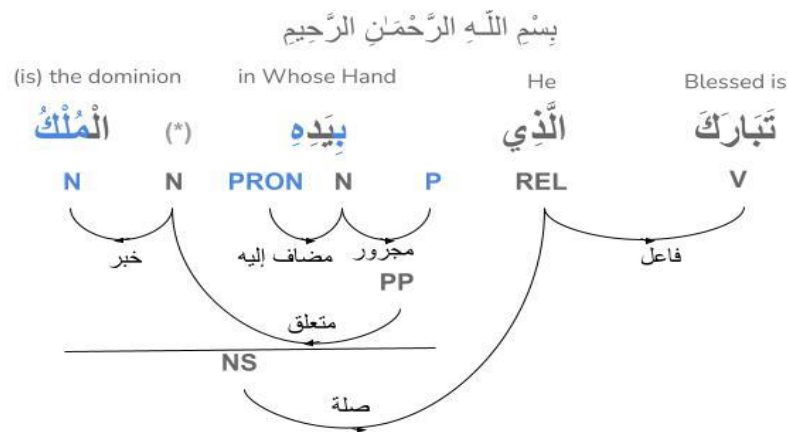 بِسْمِ اللَّـهِ الرَّحْمَـٰنِ الرَّحِيمِ
(is) the dominion in Whose Hand He Blessed is
تَبَارَكَ الَّذِي بِيَدِهِ (*) الْمُلْكُ
N N PRON N P REL V
خبر مضاف إليه مجزور فاعل
PP
متعلق
NS
صلة